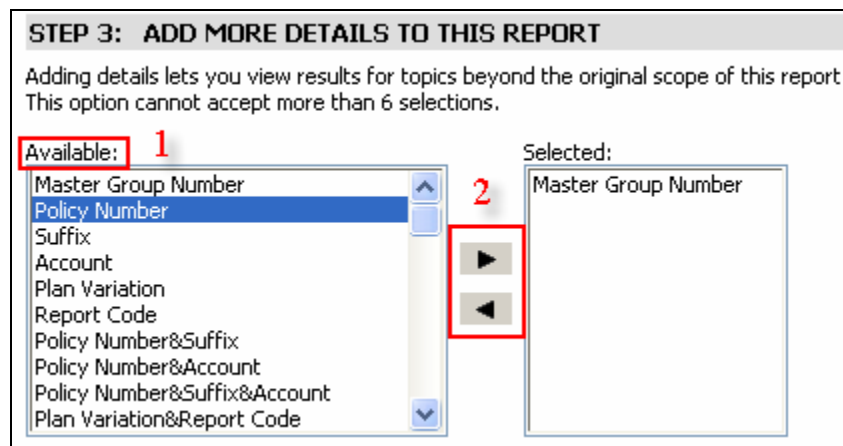 STEP 3: ADD MORE DETAILS TO THIS REPORT
Adding details lets you view results for topics beyond the original scope of this report
This option cannot accept more than 6 selections.
Available: 1
Master Group Number
Policy Number
Suffix
Account
Plan Variation
Report Code
Policy Number&Suffix
Policy Number&Account
Policy Number&Suffix&Account
Plan Variation&Report Code
2
Selected:
Master Group Number